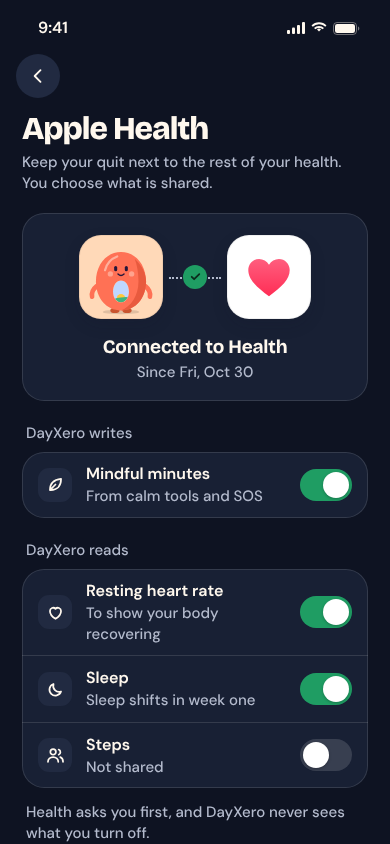 9:41
Apple Health
Keep your quit next to the rest of your health.
You choose what is shared.
Connected to Health
Since Fri, Oct 30
DayXero writes
Mindful minutes
From calm tools and SOS
DayXero reads
Resting heart rate
To show your body
recovering
Sleep
Sleep shifts in week one
Steps
Not shared
Health asks you first, and DayXero never sees
what you turn off.